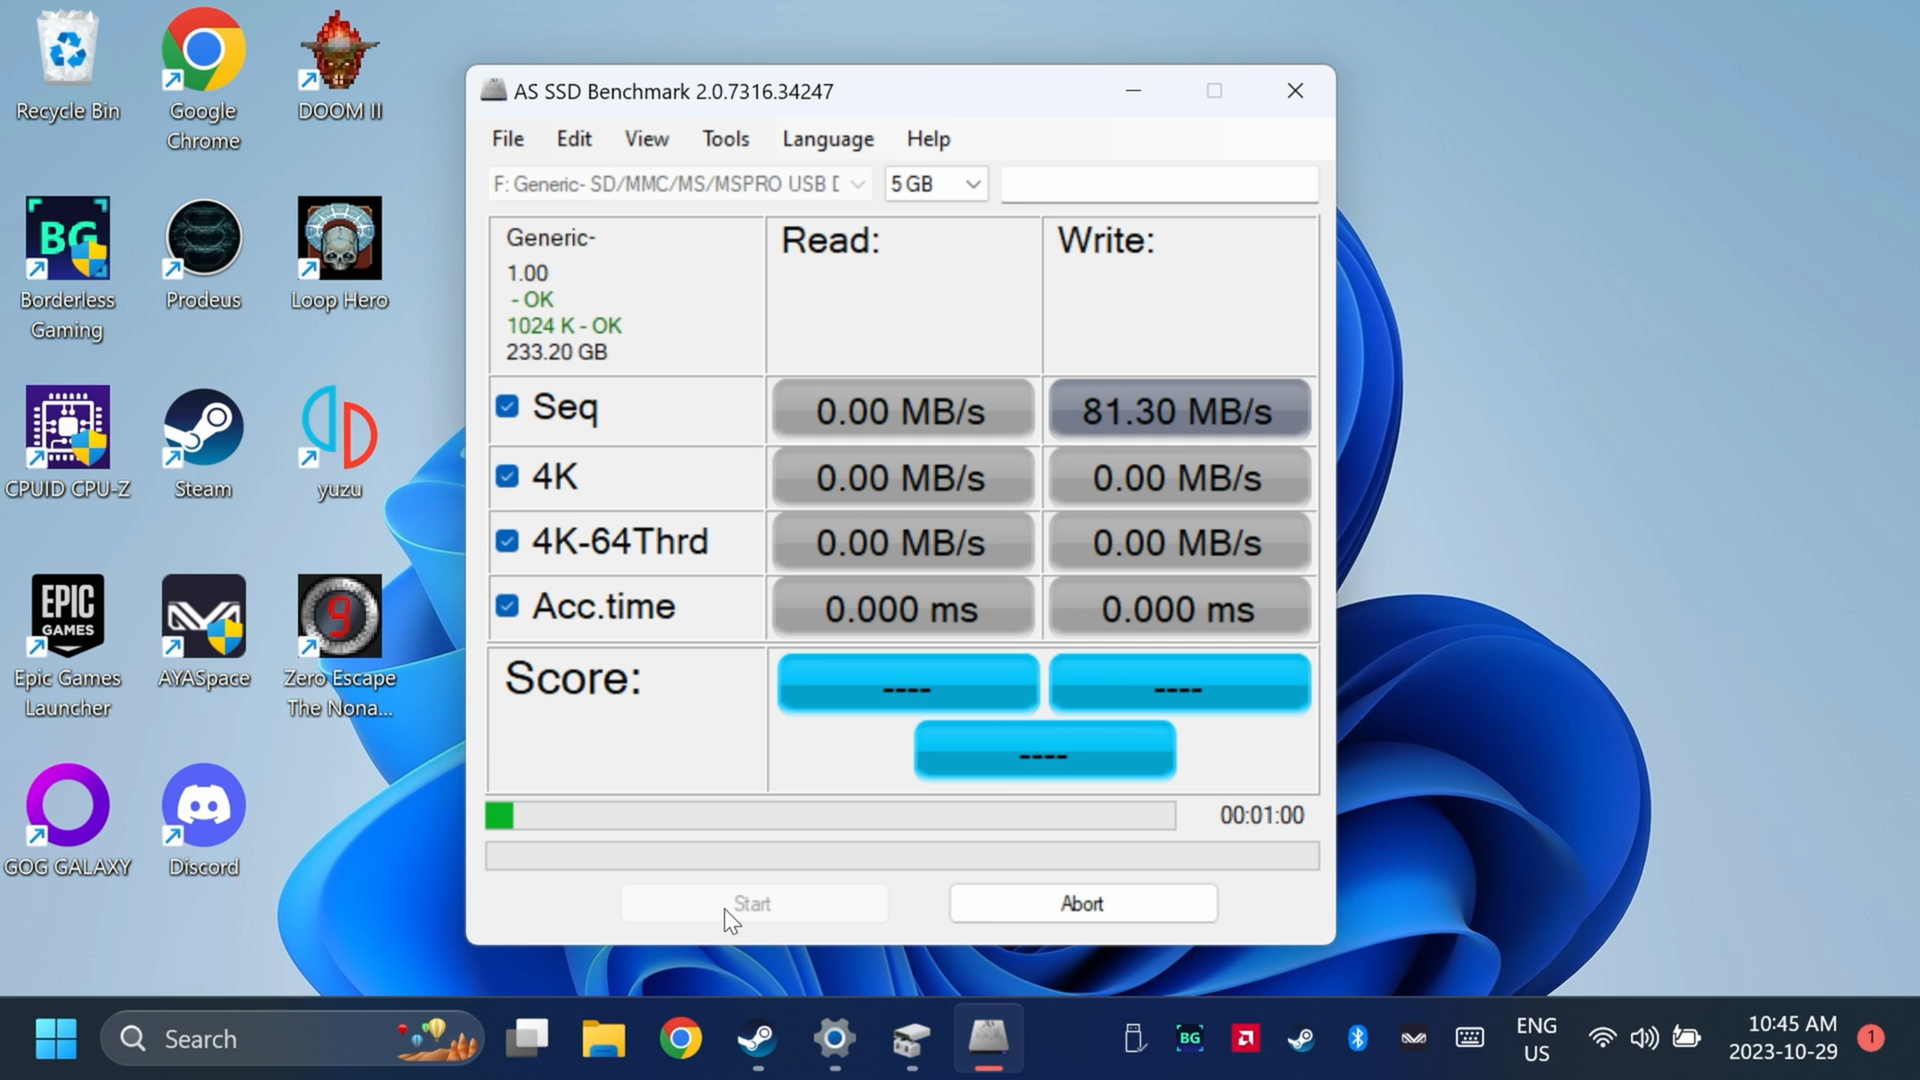 Recycle Bin
Google
Chrome
DOOM II
BG
Borderless
Gaming
Prodeus
Loop Hero
CPUID CPU-Z
Steam
yuzu
EPIC
GAMES
Epic Games
Launcher
AYASpace
9
Zero Escape
The Nona...
GOG GALAXY
Discord
AS SSD Benchmark 2.0.7316.34247
File Edit View Tools Language Help
F: Generic- SD/MMC/MS/MSPRO USB D
5 GB
Generic-
1.00
- OK
1024 K - OK
233.20 GB
Read:
Write:
Seq 0.00 MB/s 81.30 MB/s
4K 0.00 MB/s 0.00 MB/s
4K-64Thrd 0.00 MB/s 0.00 MB/s
Acc.time 0.000 ms 0.000 ms
Score: ---- ----
----
00:01:00
Start Abort
Search
BG
ENG
US
10:45 AM
2023-10-29
1